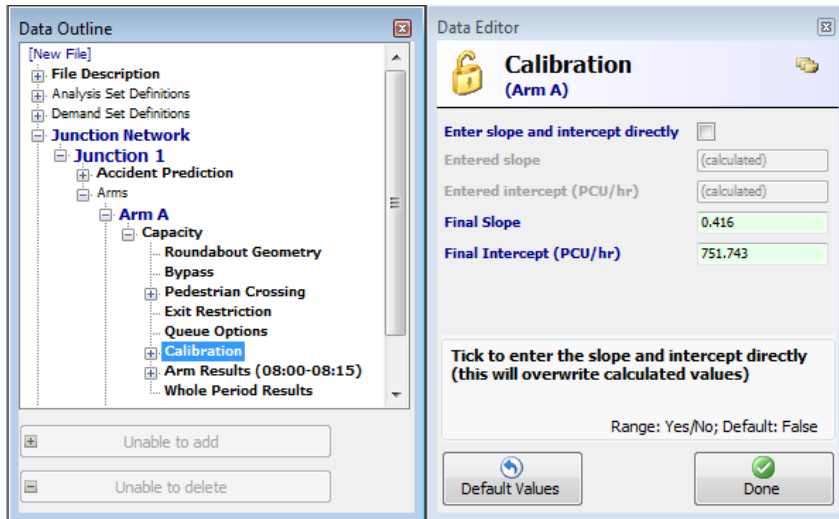 Data Outline
[New File]
File Description
Analysis Set Definitions
Demand Set Definitions
Junction Network
Junction 1
Accident Prediction
Arms
Arm A
Capacity
Roundabout Geometry
Bypass
Pedestrian Crossing
Exit Restriction
Queue Options
Calibration
Arm Results (08:00-08:15)
Whole Period Results
Unable to add
Unable to delete
Data Editor
Calibration
(Arm A)
Enter slope and intercept directly
Entered slope (calculated)
Entered intercept (PCU/hr) (calculated)
Final Slope 0.416
Final Intercept (PCU/hr) 751.743
Tick to enter the slope and intercept directly
(this will overwrite calculated values)
Range: Yes/No; Default: False
Default Values
Done